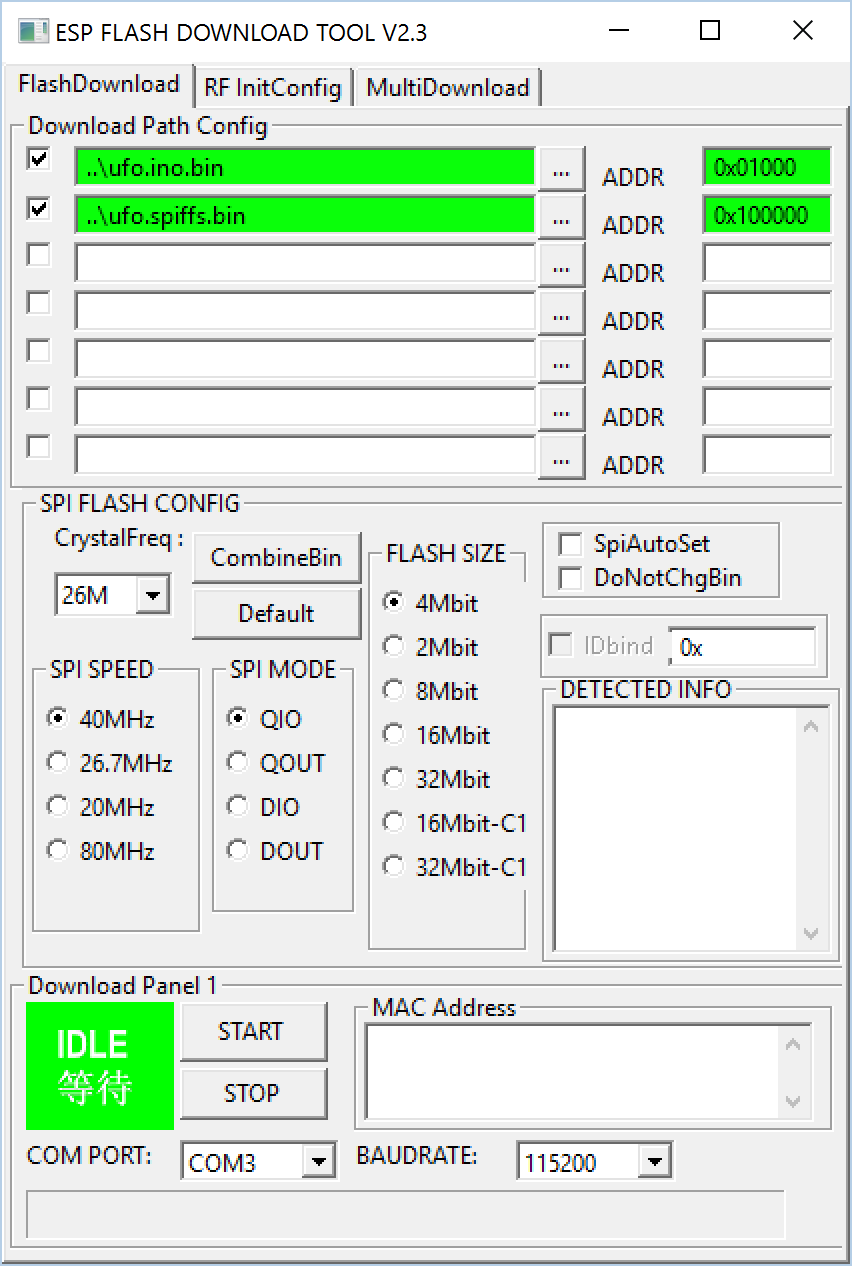 ESP FLASH DOWNLOAD TOOL V2.3
FlashDownload RF InitConfig MultiDownload
Download Path Config
..\ufo.ino.bin ... ADDR 0x01000
..\ufo.spiffs.bin ... ADDR 0x100000
... ADDR
... ADDR
... ADDR
... ADDR
... ADDR
SPI FLASH CONFIG
CrystalFreq :
26M
CombineBin
Default
SPI SPEED
40MHz
26.7MHz
20MHz
80MHz
SPI MODE
QIO
QOUT
DIO
DOUT
FLASH SIZE
4Mbit
2Mbit
8Mbit
16Mbit
32Mbit
16Mbit-C1
32Mbit-C1
SpiAutoSet
DoNotChgBin
IDbind 0x
DETECTED INFO
Download Panel 1
IDLE
等待
START
STOP
MAC Address
COM PORT: COM3 BAUDRATE: 115200